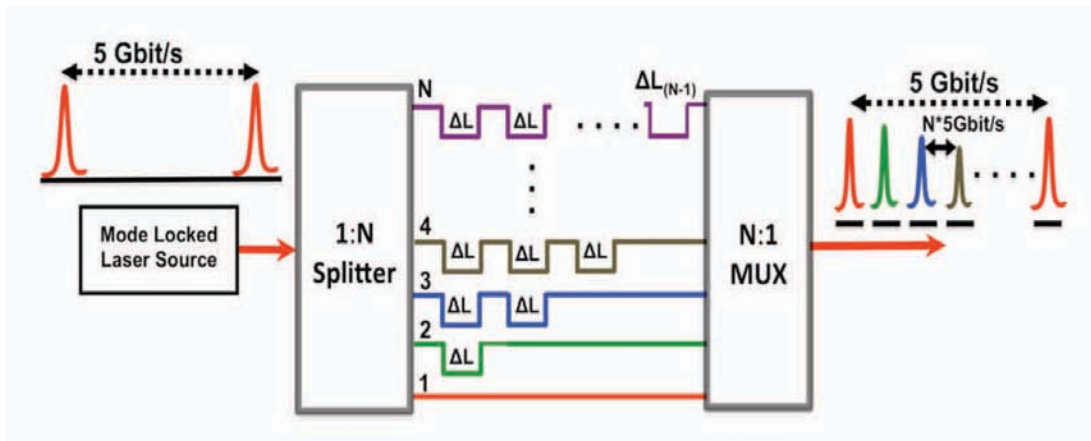 5 Gbit/s
Mode Locked
Laser Source
1:N
Splitter
N
ΔL
ΔL
ΔL(N-1)
4
ΔL
ΔL
ΔL
3
ΔL
ΔL
2
ΔL
1
N:1
MUX
5 Gbit/s
N*5Gbit/s